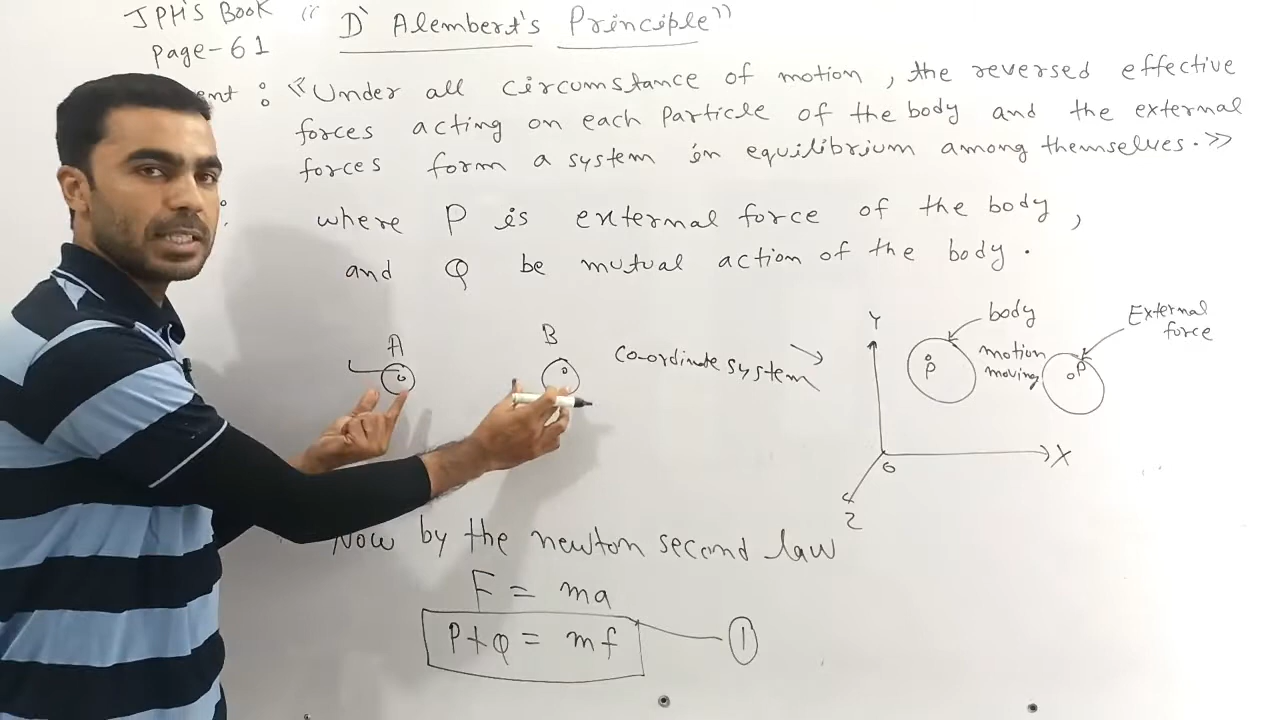 JPH'S Book
Page-61
“D'Alembert's Principle”
ent : «Under all circumstance of motion, the reversed effective
forces acting on each Particle of the body and the external
forces form a system in equilibrium among themselves.»
: where P is external force of the body,
and Q be mutual action of the body.
A
B
Co-ordinate system
Y
X
Z
O
body
P
motion
moving
External
force
P
Now by the newton second law
F = ma
P+Q = mf
1